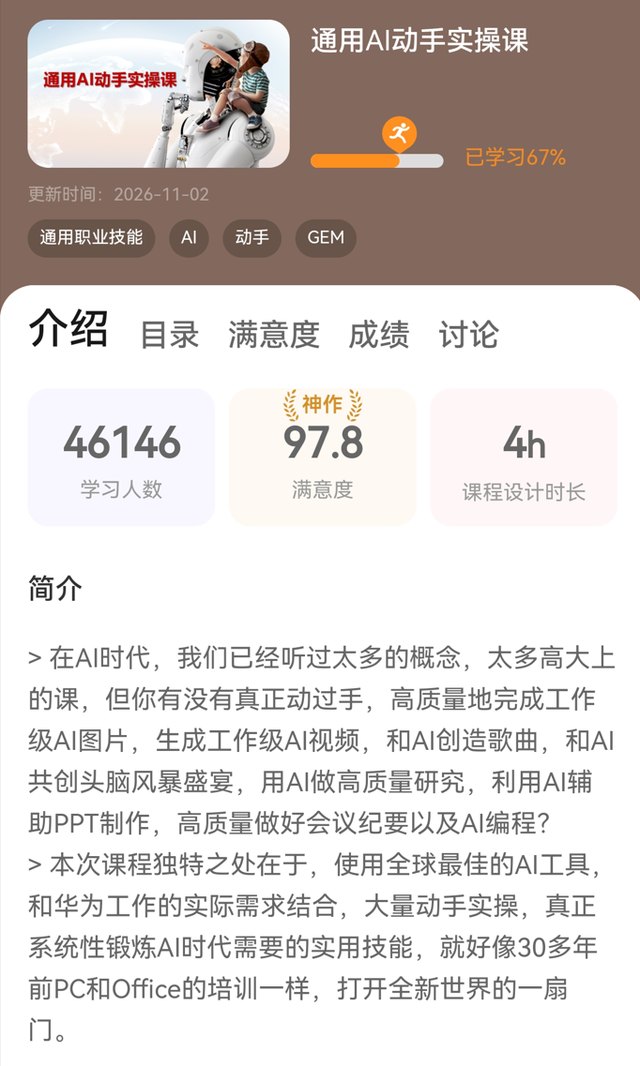 通用AI动手实操课
通用AI动手实操课
已学习67%
更新时间：2026-11-02
通用职业技能
AI
动手
GEM
介绍 目录 满意度 成绩 讨论
46146
学习人数
神作
97.8
满意度
4h
课程设计时长
简介
> 在AI时代，我们已经听过太多的概念，太多高大上
的课，但你有没有真正动过手，高质量地完成工作
级AI图片，生成工作级AI视频，和AI创造歌曲，和AI
共创头脑风暴盛宴，用AI做高质量研究，利用AI辅
助PPT制作，高质量做好会议纪要以及AI编程？
> 本次课程独特之处在于，使用全球最佳的AI工具，
和华为工作的实际需求结合，大量动手实操，真正
系统性锻炼AI时代需要的实用技能，就好像30多年
前PC和Office的培训一样，打开全新世界的一扇
门。